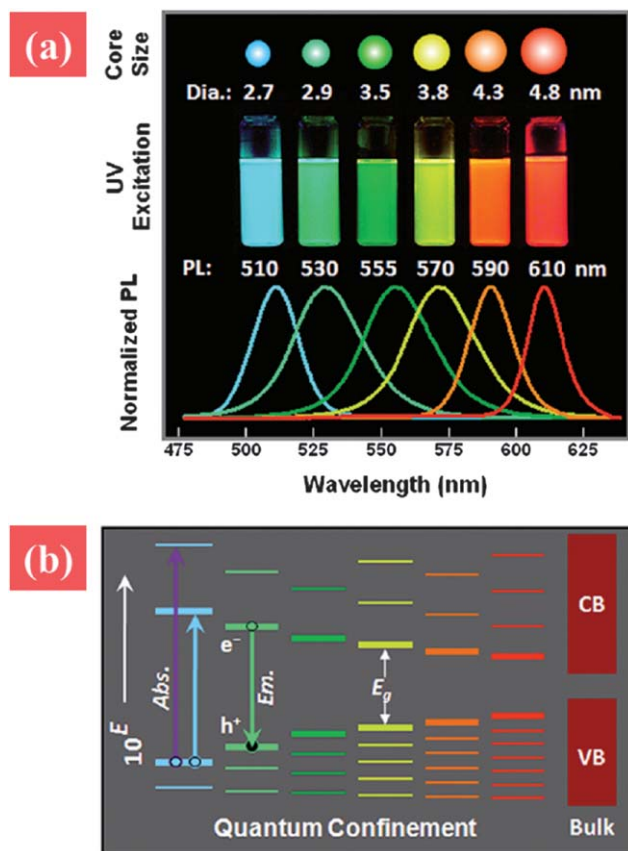 (a)
Core Size
Dia.: 2.7 2.9 3.5 3.8 4.3 4.8 nm
UV Excitation
PL: 510 530 555 570 590 610 nm
Normalized PL
475 500 525 550 575 600 625
Wavelength (nm)
(b)
10^E
Abs.
e⁻
Em.
h⁺
E_g
CB
VB
Quantum Confinement
Bulk